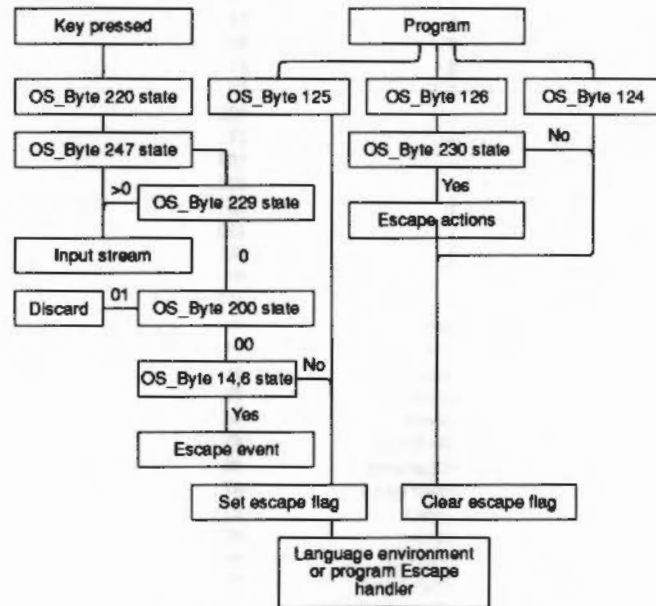 Key pressed
Program
OS_Byte 220 state
OS_Byte 125
OS_Byte 126
OS_Byte 124
OS_Byte 247 state
OS_Byte 230 state
No
>0
OS_Byte 229 state
Yes
Escape actions
Input stream
0
Discard
01
OS_Byte 200 state
00
OS_Byte 14,6 state
No
Yes
Escape event
Set escape flag
Clear escape flag
Language environment
or program Escape
handler